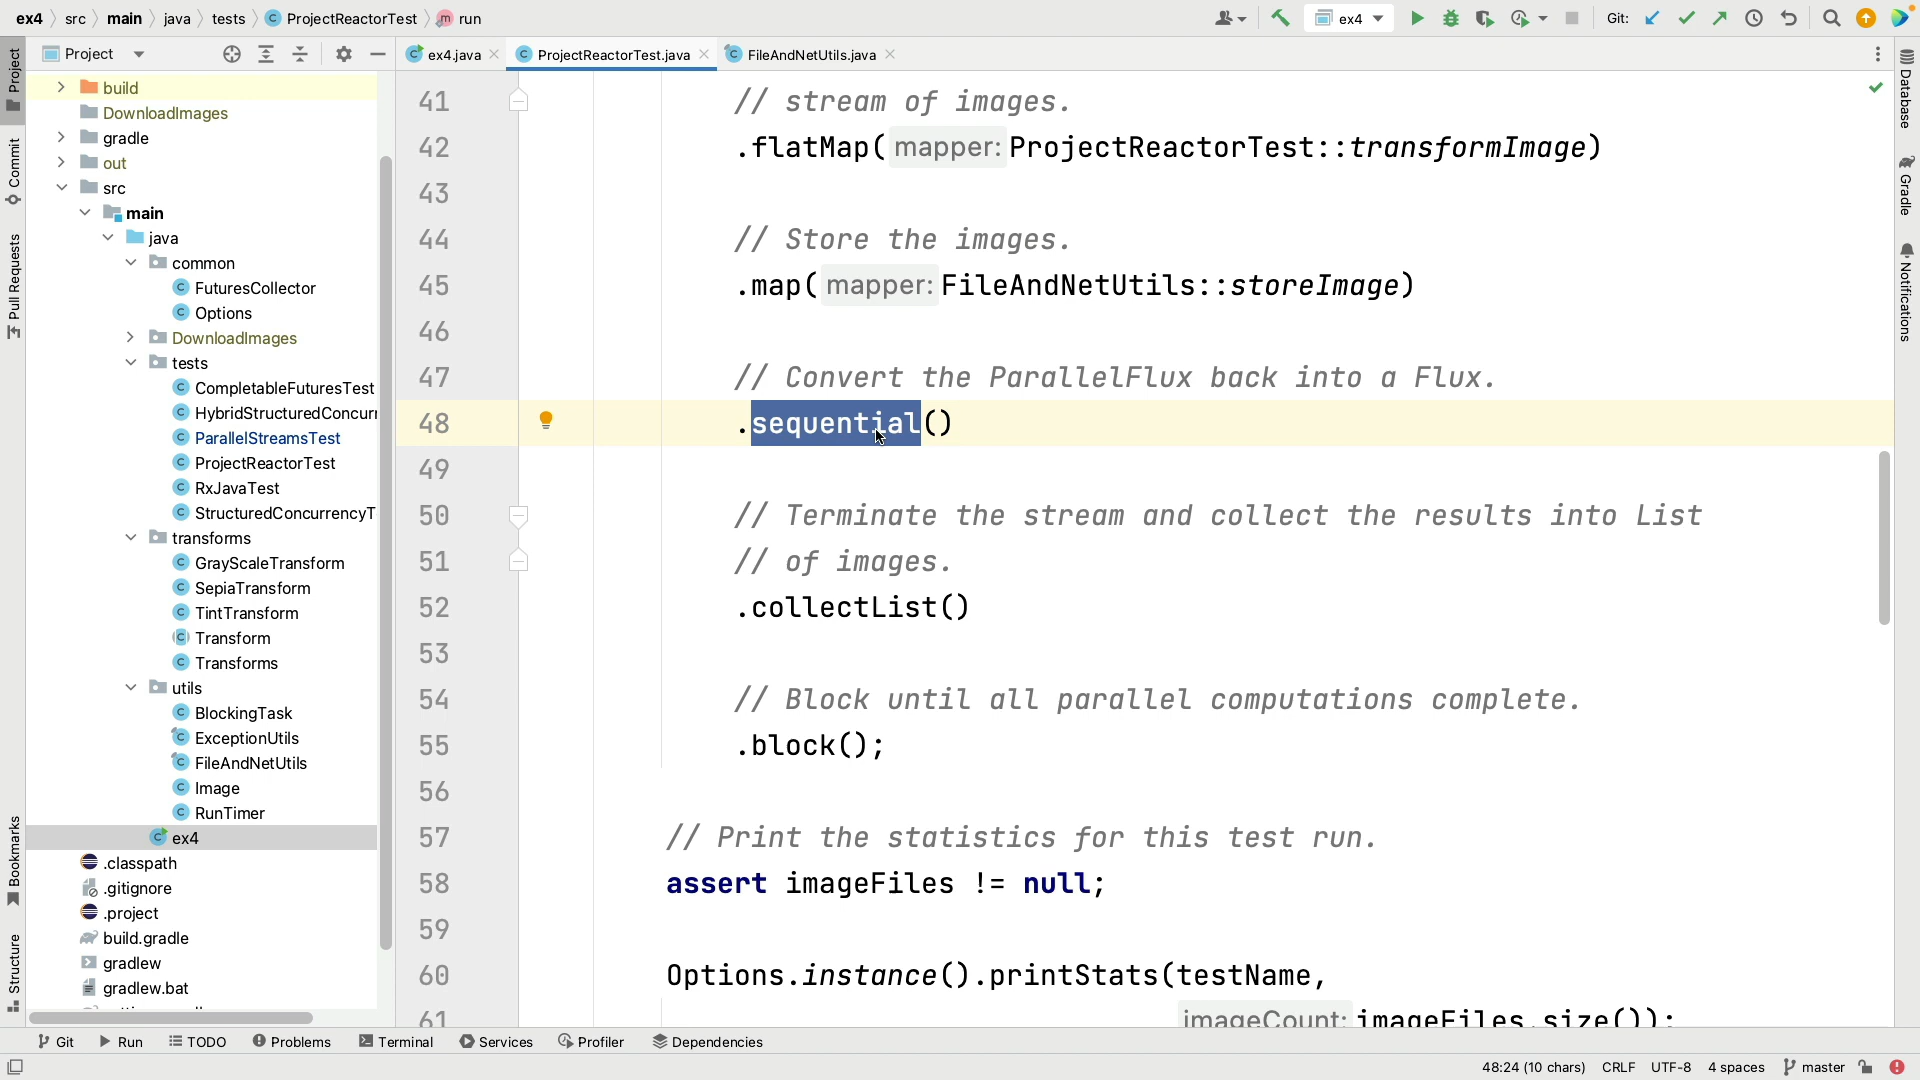 ex4 src main java tests ProjectReactorTest run
ex4
Git:
Project
ex4.java
ProjectReactorTest.java
FileAndNetUtils.java
Project
Commit
Pull Requests
Bookmarks
Structure
build
DownloadImages
gradle
out
src
main
java
common
FuturesCollector
Options
DownloadImages
tests
CompletableFuturesTest
HybridStructuredConcur
ParallelStreamsTest
ProjectReactorTest
RxJavaTest
StructuredConcurrencyT
transforms
GrayScaleTransform
SepiaTransform
TintTransform
Transform
Transforms
utils
BlockingTask
ExceptionUtils
FileAndNetUtils
Image
RunTimer
ex4
.classpath
.gitignore
.project
build.gradle
gradlew
gradlew.bat
41 // stream of images.
42 .flatMap( mapper: ProjectReactorTest::transformImage)
43
44 // Store the images.
45 .map( mapper: FileAndNetUtils::storeImage)
46
47 // Convert the ParallelFlux back into a Flux.
48 .sequential()
49
50 // Terminate the stream and collect the results into List
51 // of images.
52 .collectList()
53
54 // Block until all parallel computations complete.
55 .block();
56
57 // Print the statistics for this test run.
58 assert imageFiles != null;
59
60 Options.instance().printStats(testName,
61 imageCount: imageFiles.size());
Database
Gradle
Notifications
Git Run TODO Problems Terminal Services Profiler Dependencies
48:24 (10 chars) CRLF UTF-8 4 spaces master